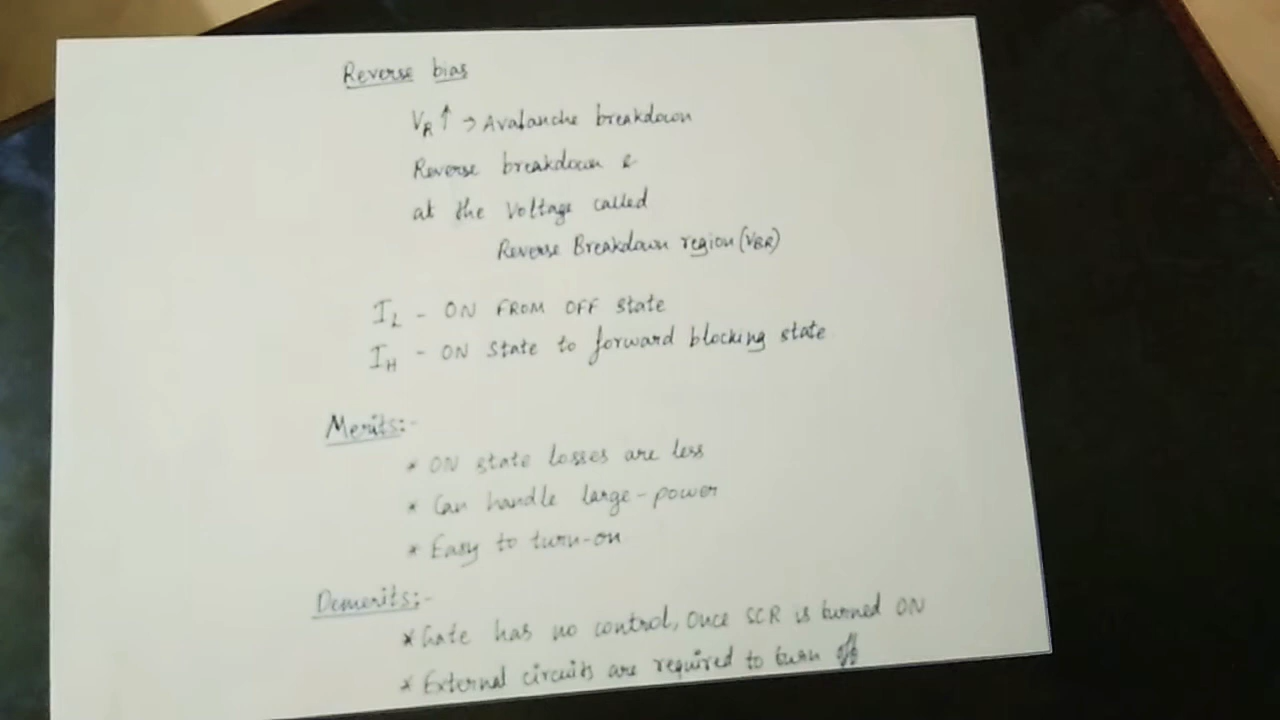 Reverse bias
VR↑ → Avalanche breakdown
Reverse breakdown &
at the Voltage called
Reverse Breakdown region (VBR)
IL - ON FROM OFF state
IH - ON state to forward blocking state
Merits:-
* ON state losses are less
* Can handle large-power
* Easy to turn-on
Demerits:-
* Gate has no control, once SCR is turned ON
* External circuits are required to turn off